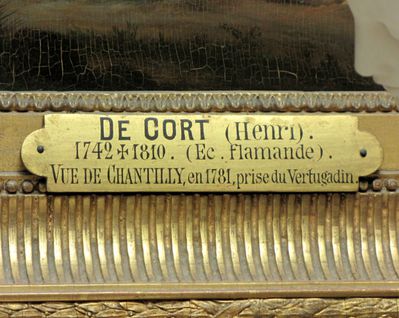 DE CORT (Henri).
1742 ✝ 1810. (Ec. flamande).
VUE DE CHANTILLY, en 1781, prise du Vertugadin.